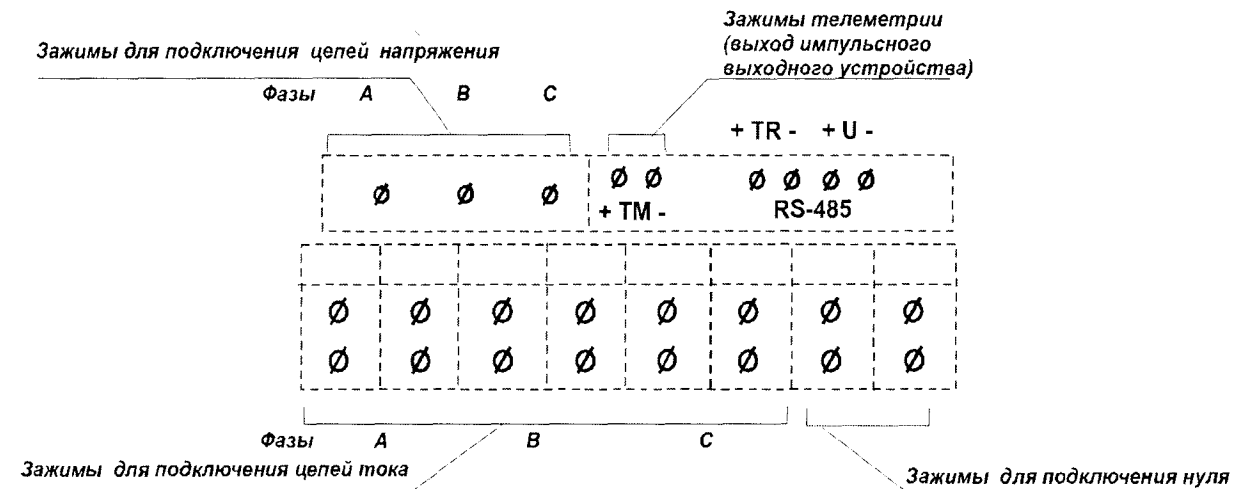 Зажимы телеметрии
(выход импульсного
выходного устройства)
Зажимы для подключения цепей напряжения
Фазы А В С
+ TR - + U -
+ TM -
RS-485
Фазы А В С
Зажимы для подключения цепей тока
Зажимы для подключения нуля